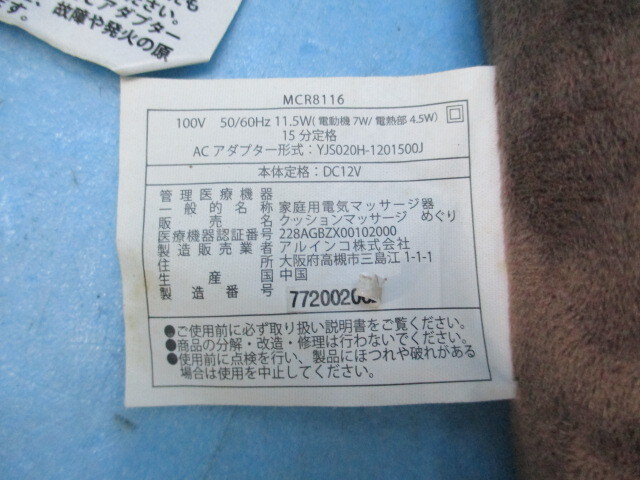 にも
ださい。
Cアダプター
、故障や発火の原
ます。
MCR8116
100V 50/60Hz 11.5W(電動機 7W/ 電熱部 4.5W)
15分定格
ACアダプター形式：YJS020H-1201500J
本体定格：DC12V
管理医療機器
一般的名称 家庭用電気マッサージ器
販売名 クッションマッサージ めぐり
医療機器認証番号 228AGBZX00102000
製造販売業者 アルインコ株式会社
住所 大阪府高槻市三島江 1-1-1
生産国 中国
製造番号 7720020
●ご使用前に必ず取り扱い説明書をご覧ください。
●商品の分解・改造・修理は行わないでください。
●使用前に点検を行い、製品にほつれや破れがある
場合は使用を中止してください。